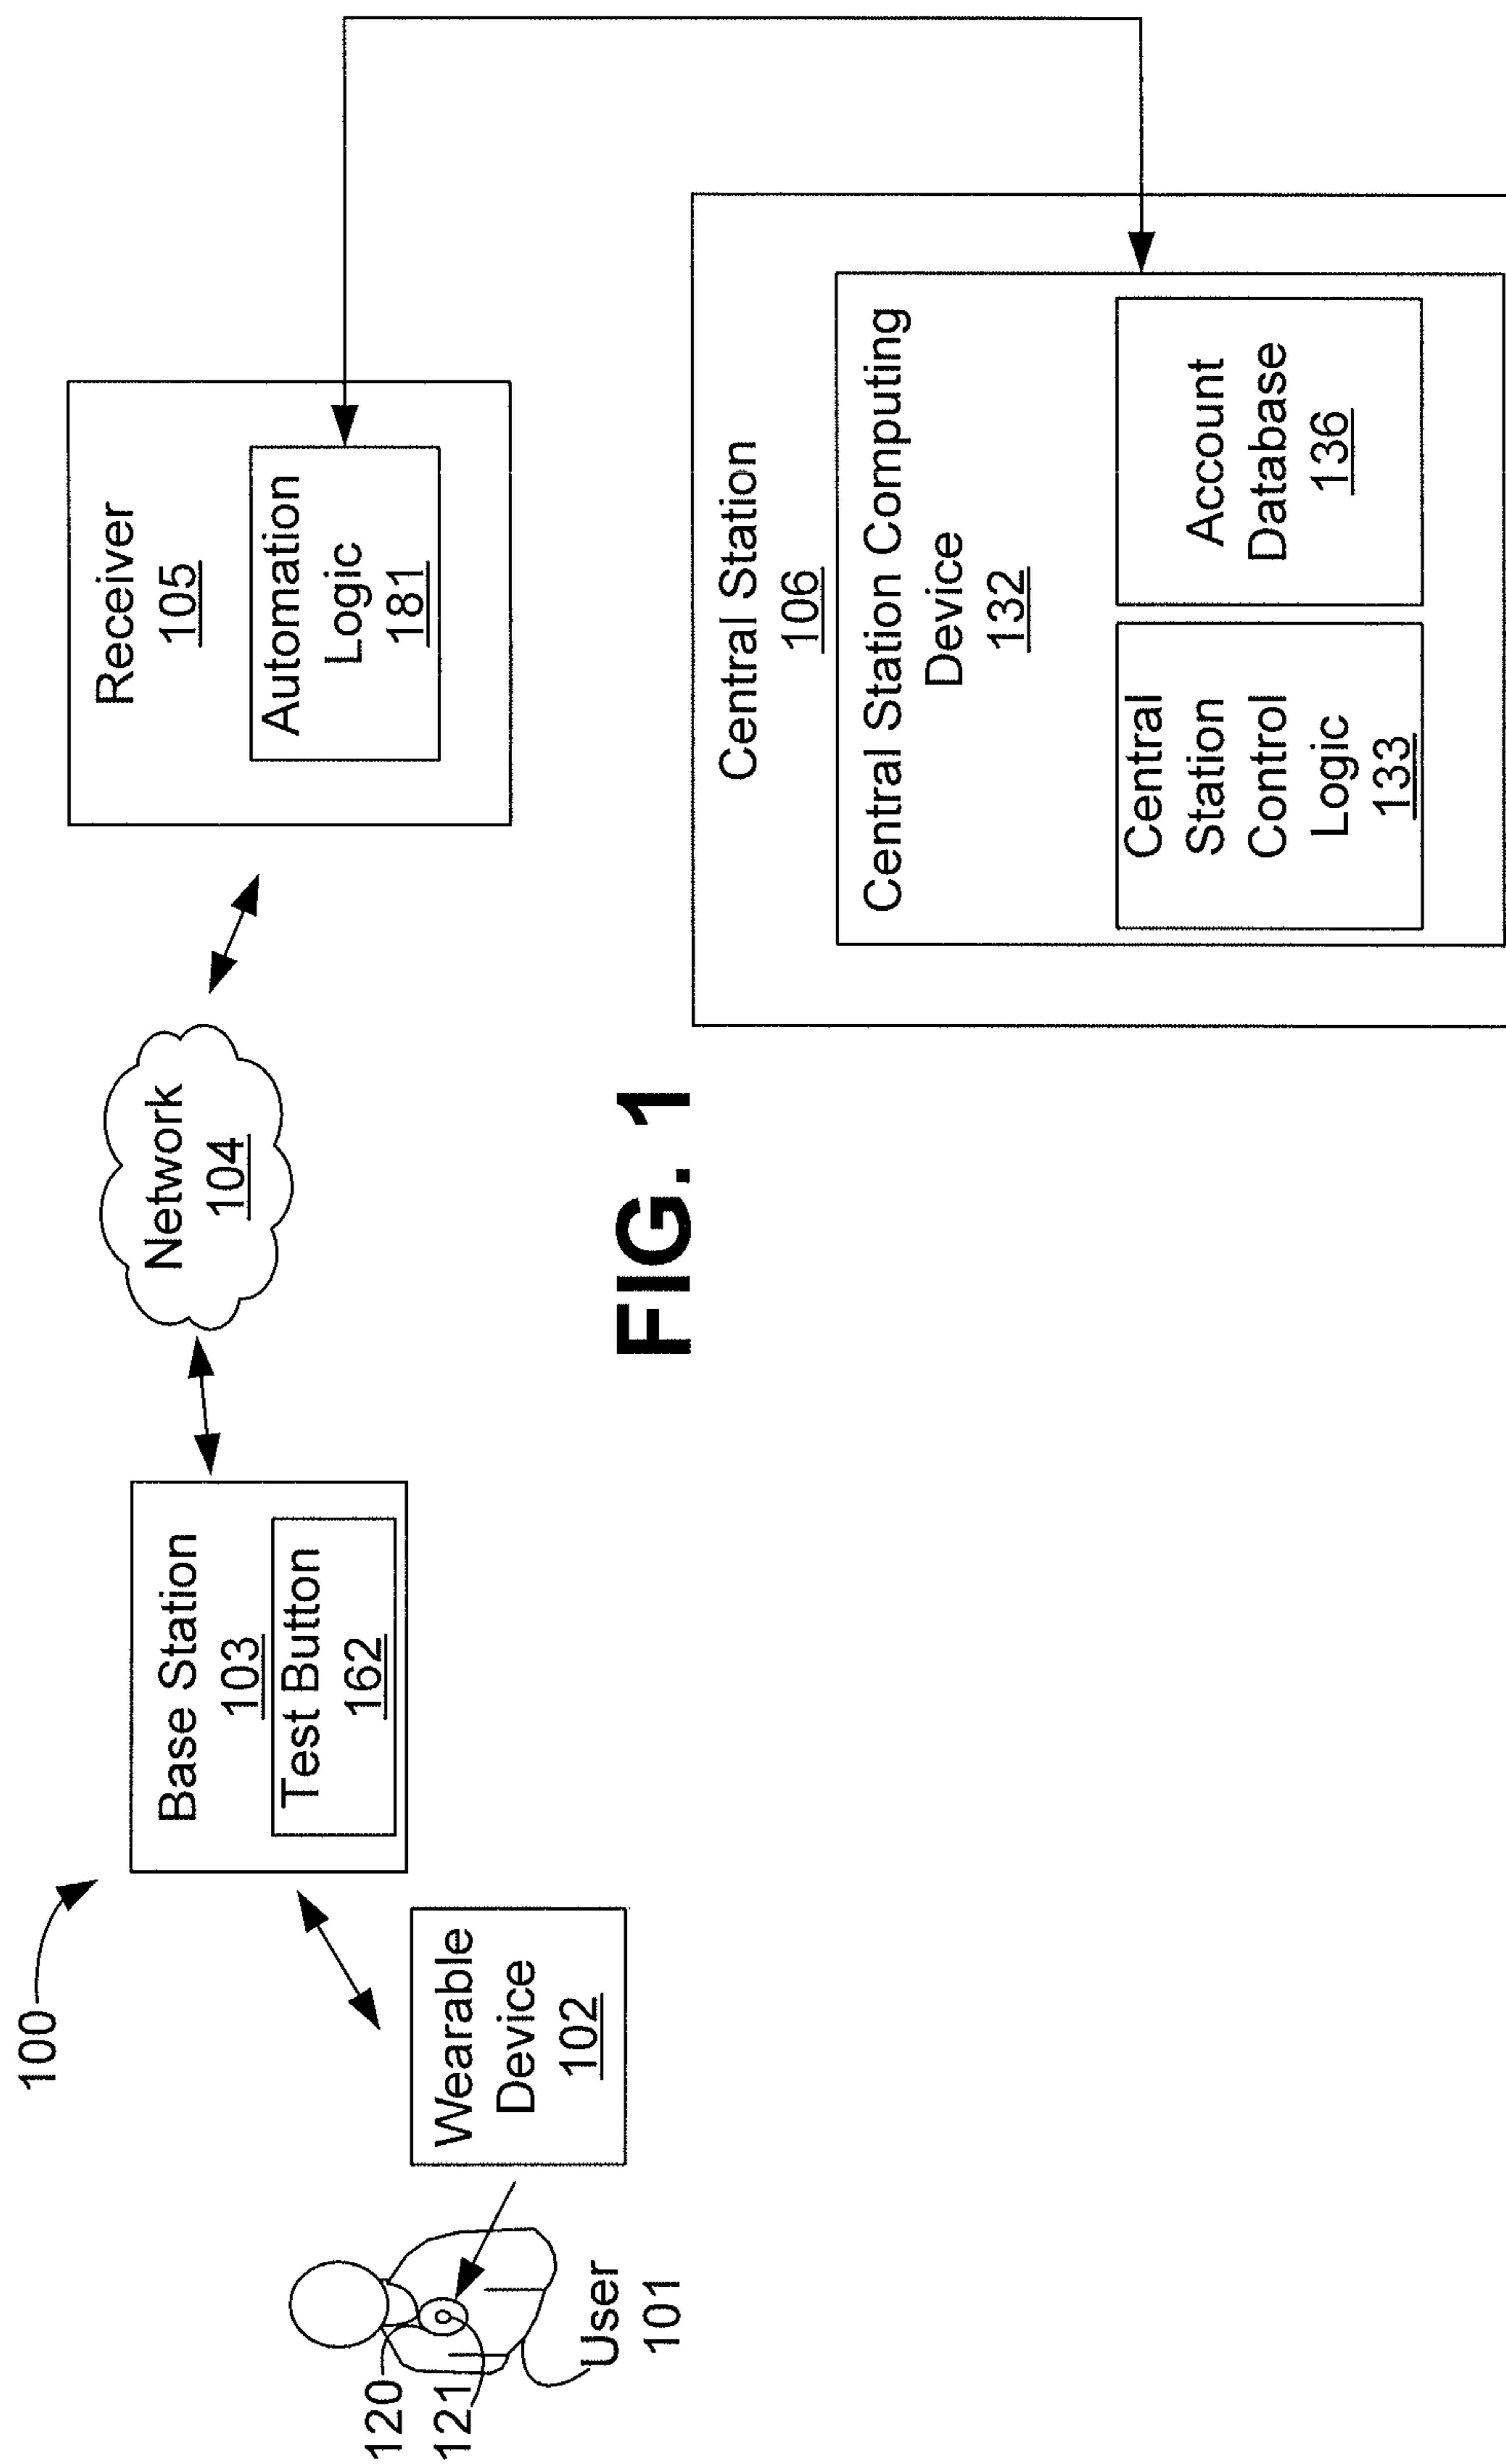 100
120
121
User
101
Wearable
Device
102
Base Station
103
Test Button
162
Network
104
Receiver
105
Automation
Logic
181
Central Station
106
Central Station Computing
Device
132
Central
Station
Control
Logic
133
Account
Database
136
FIG. 1